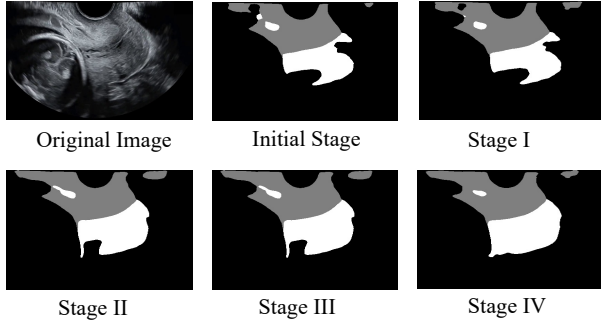 Original Image
Initial Stage
Stage I
Stage II
Stage III
Stage IV